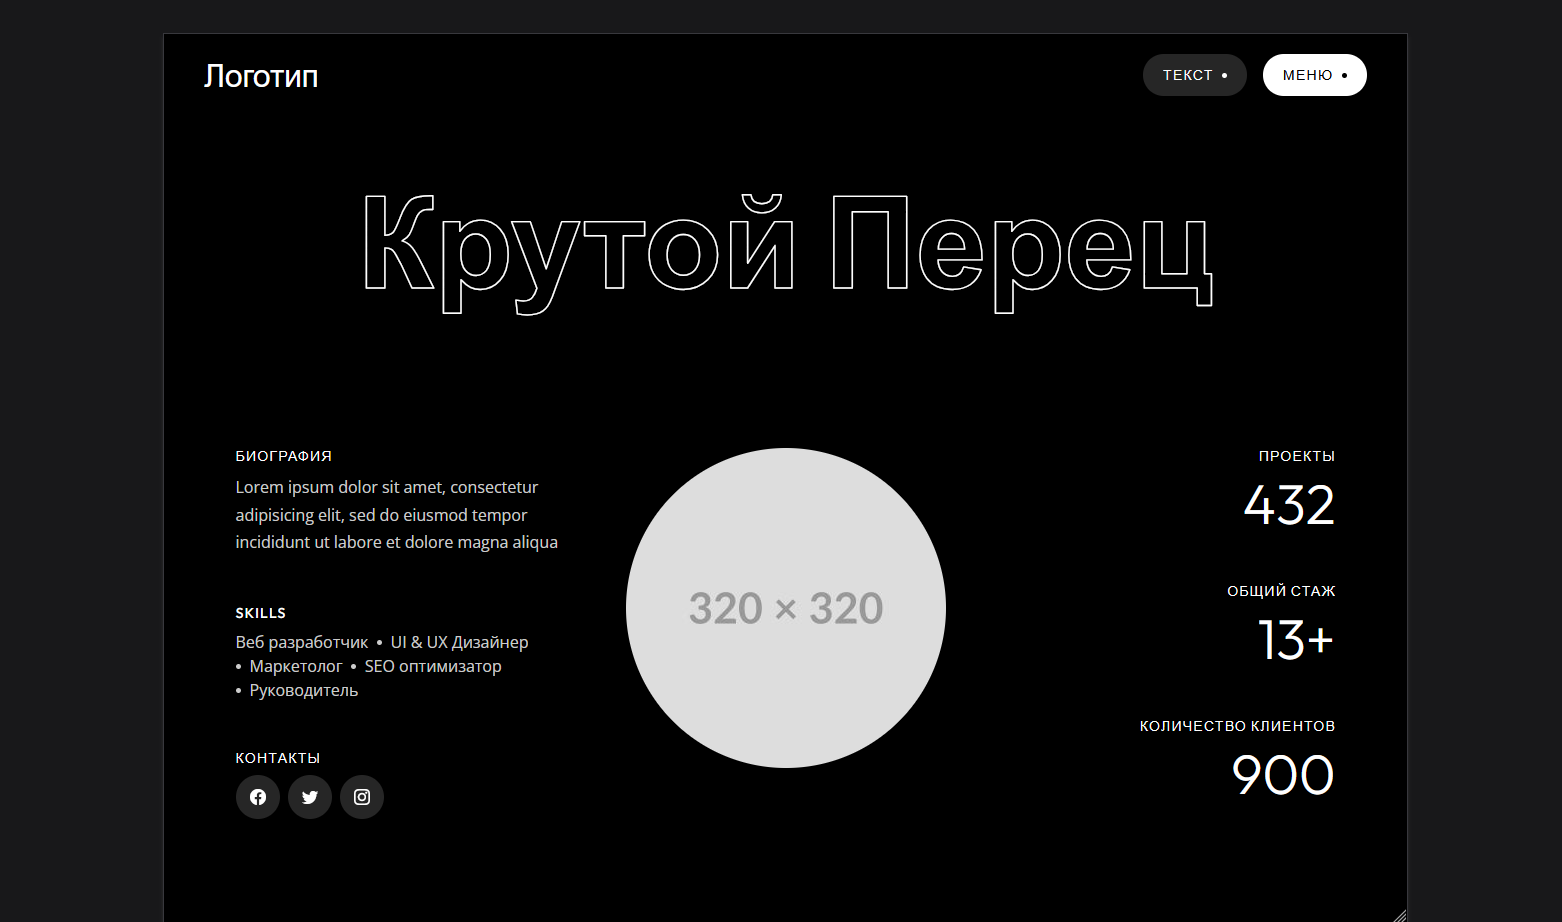 Логотип
ТЕКСТ •
МЕНЮ •
Крутой Перец
БИОГРАФИЯ
Lorem ipsum dolor sit amet, consectetur
adipisicing elit, sed do eiusmod tempor
incididunt ut labore et dolore magna aliqua
SKILLS
Веб разработчик • UI & UX Дизайнер
• Маркетолог • SEO оптимизатор
• Руководитель
КОНТАКТЫ
320 × 320
ПРОЕКТЫ
432
ОБЩИЙ СТАЖ
13+
КОЛИЧЕСТВО КЛИЕНТОВ
900